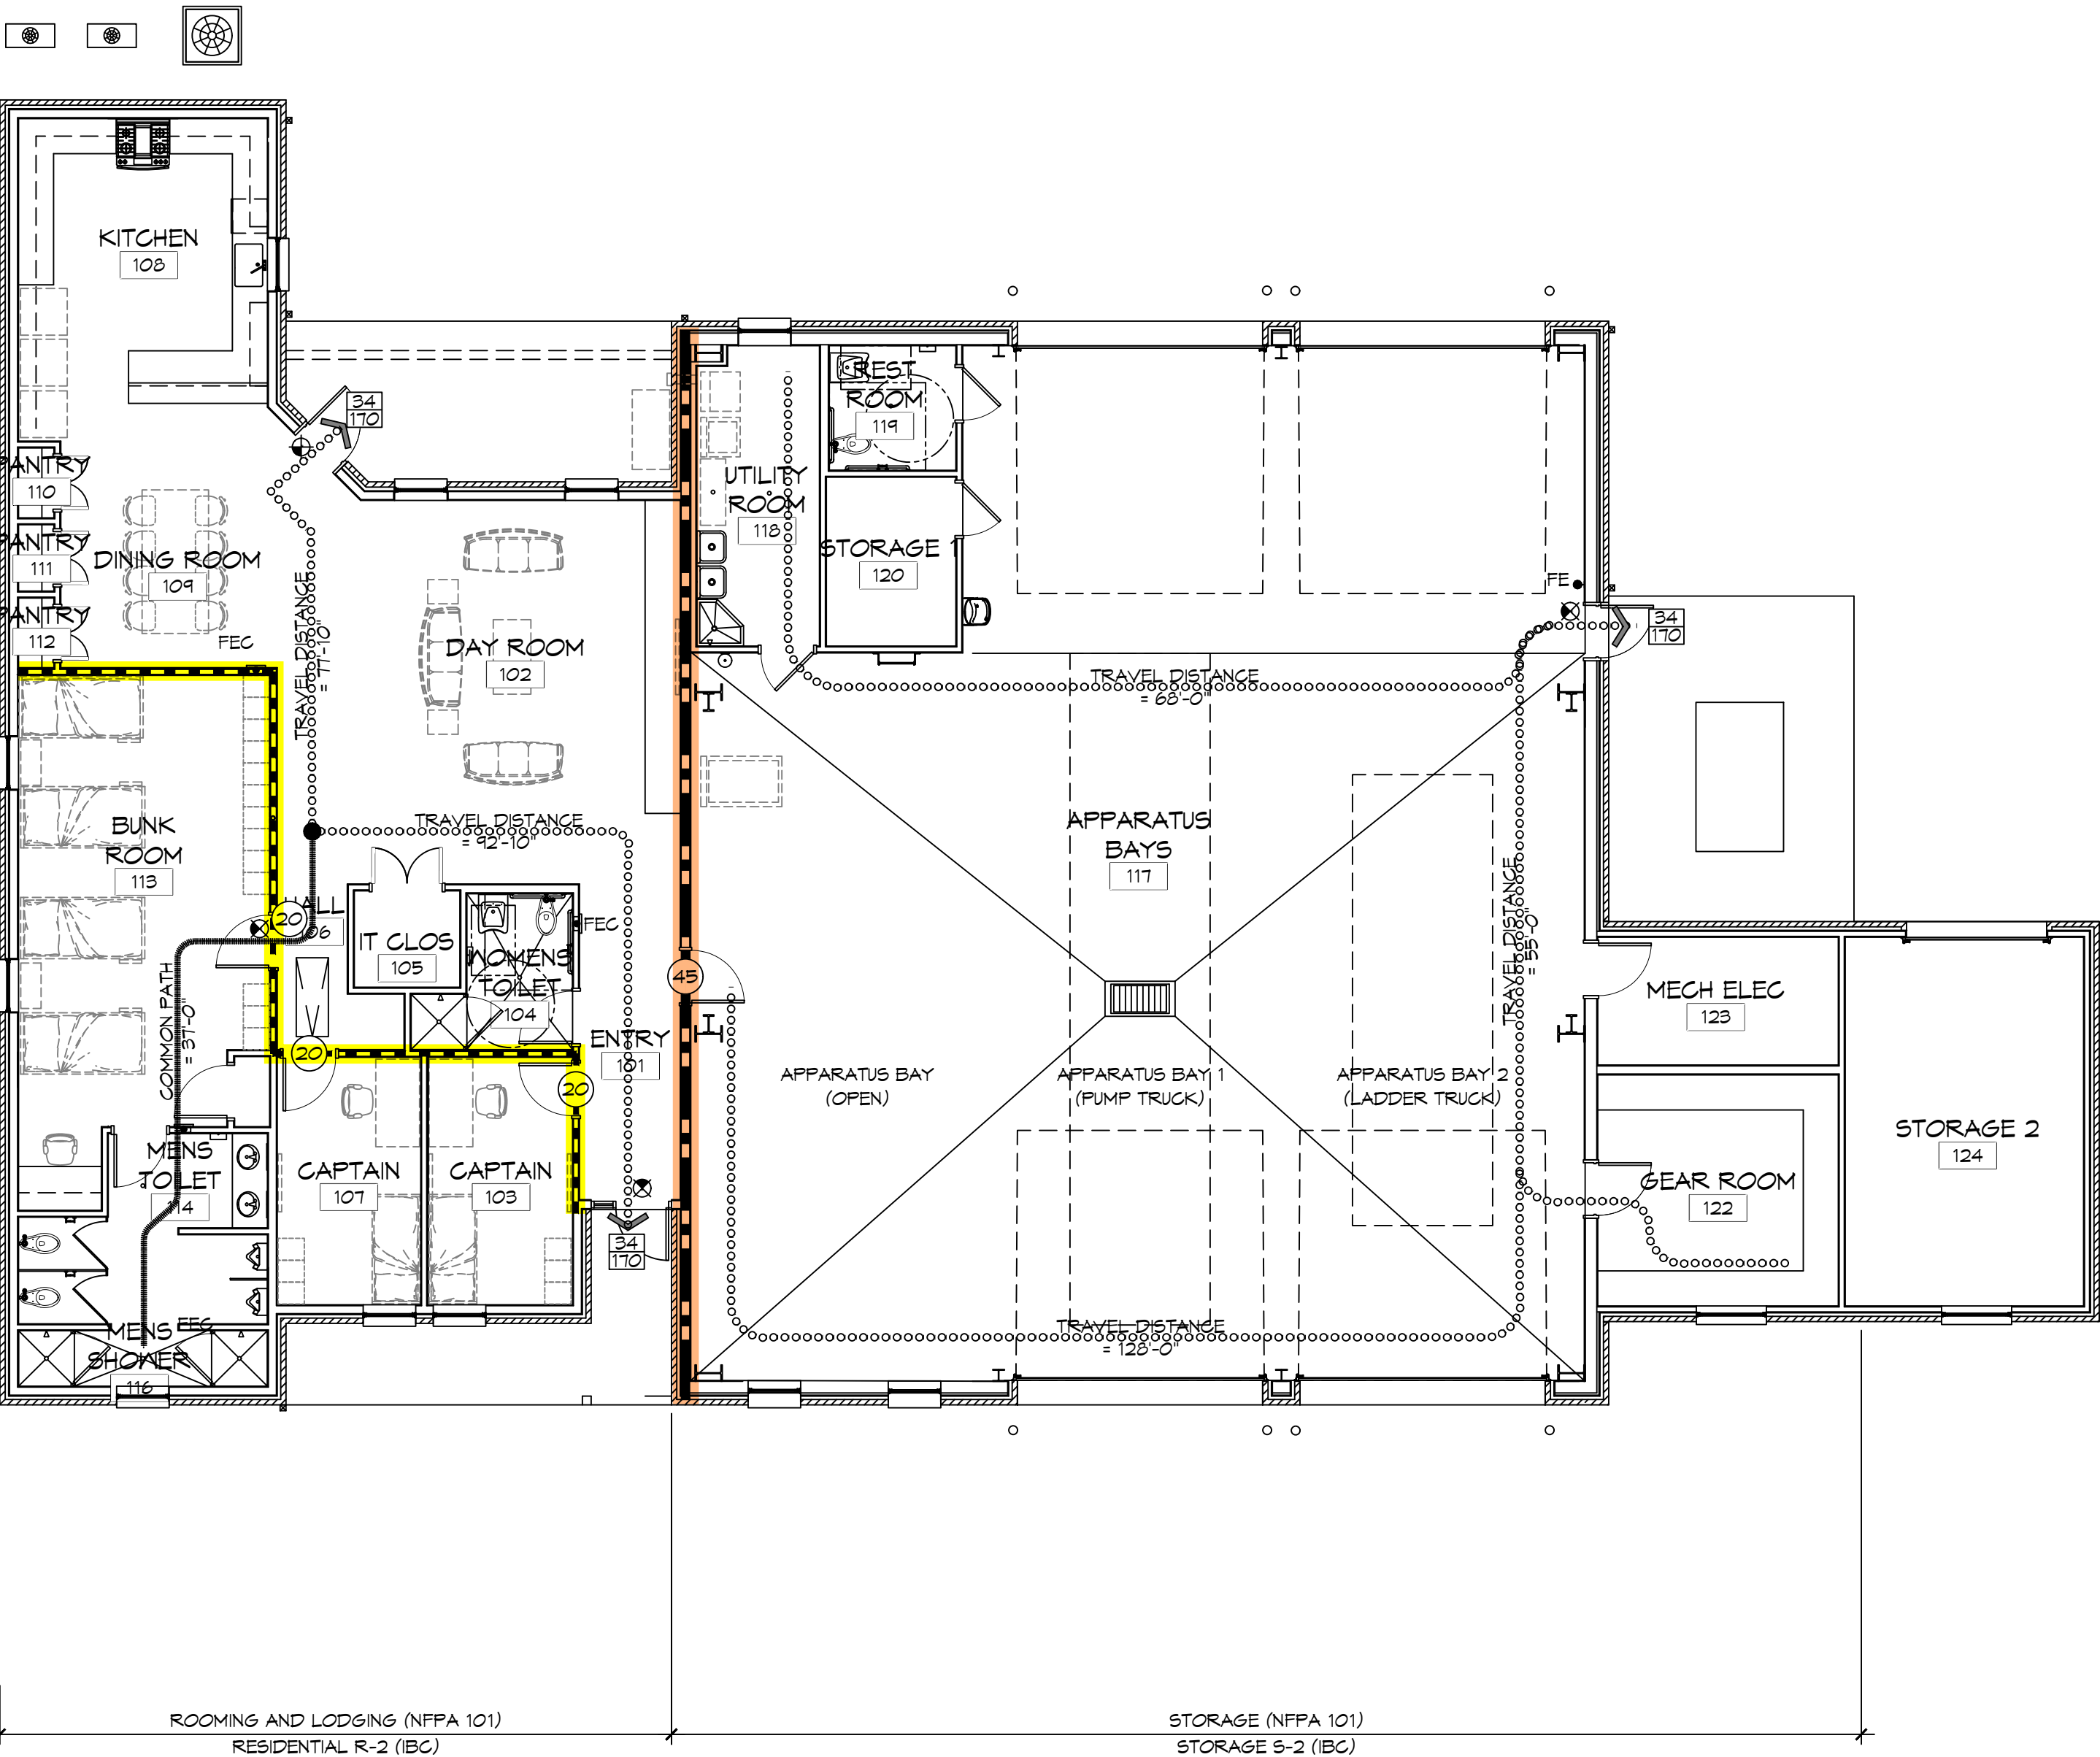 KITCHEN
108
34
170
REST
ROOM
119
PANTRY
110
UTILITY
ROOM
118
PANTRY
111
DINING ROOM
109
STORAGE 1
120
FE
34
170
PANTRY
112
FEC
TRAVEL DISTANCE
= 77'-10"
DAY ROOM
102
TRAVEL DISTANCE
= 68'-0"
BUNK
ROOM
113
TRAVEL DISTANCE
= 92'-10"
APPARATUS
BAYS
117
20
IT CLOS
105
WOMENS
TOILET
104
FEC
45
TRAVEL DISTANCE
= 55'-0"
MECH ELEC
123
COMMON PATH
= 37'-0"
20
ENTRY
101
20
APPARATUS BAY
(OPEN)
APPARATUS BAY 1
(PUMP TRUCK)
APPARATUS BAY 2
(LADDER TRUCK)
STORAGE 2
124
MENS
TOILET
114
CAPTAIN
107
CAPTAIN
103
GEAR ROOM
122
34
170
MENS
SHOWER
116
FEC
TRAVEL DISTANCE
= 128'-0"
ROOMING AND LODGING (NFPA 101)
RESIDENTIAL R-2 (IBC)
STORAGE (NFPA 101)
STORAGE S-2 (IBC)